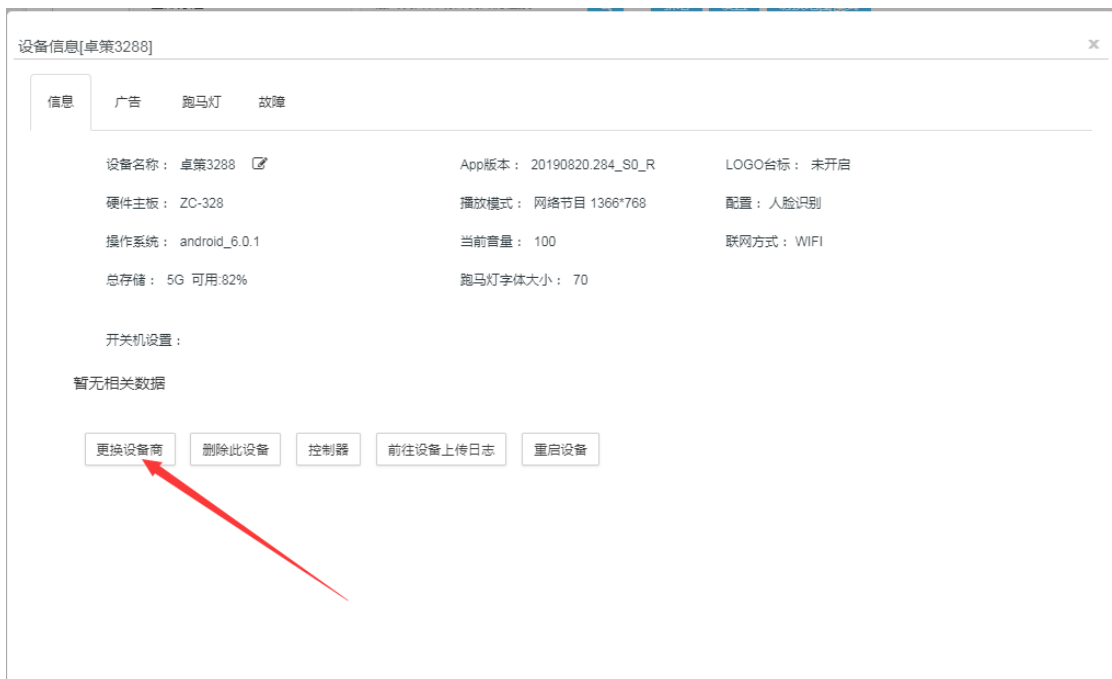 设备信息[卓策3288]
信息 广告 跑马灯 故障
设备名称： 卓策3288 App版本： 20190820.284_S0_R LOGO台标： 未开启
硬件主板： ZC-328 播放模式： 网络节目 1366*768 配置： 人脸识别
操作系统： android_6.0.1 当前音量： 100 联网方式： WIFI
总存储： 5G 可用:82% 跑马灯字体大小： 70
开关机设置：
暂无相关数据
更换设备商 删除此设备 控制器 前往设备上传日志 重启设备